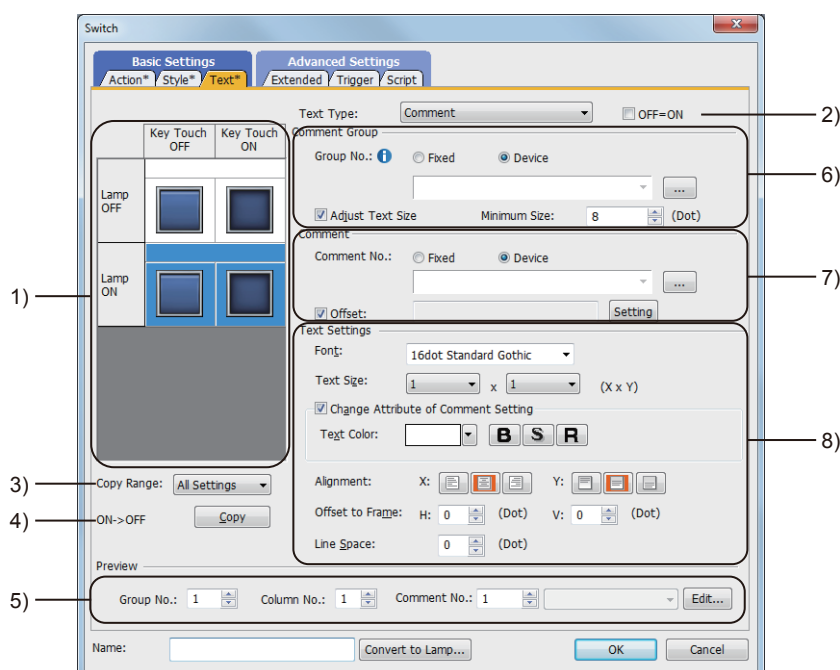 Switch
Basic Settings
Advanced Settings
Action* Style* Text* Extended Trigger Script
Text Type: Comment OFF=ON 2)
Key Touch OFF
Key Touch ON
Lamp OFF
Lamp ON
1)
Comment Group
Group No.: Fixed Device
...
6)
Adjust Text Size Minimum Size: 8 (Dot)
Comment
Comment No.: Fixed Device
...
7)
Offset: Setting
Text Settings
Font: 16dot Standard Gothic
Text Size: 1 x 1 (X x Y)
Change Attribute of Comment Setting
Text Color: B S R
8)
Alignment: X: Y:
Offset to Frame: H: 0 (Dot) V: 0 (Dot)
Line Space: 0 (Dot)
3) Copy Range: All Settings
4) ON->OFF Copy
Preview
5) Group No.: 1 Column No.: 1 Comment No.: 1 Edit...
Name: Convert to Lamp... OK Cancel